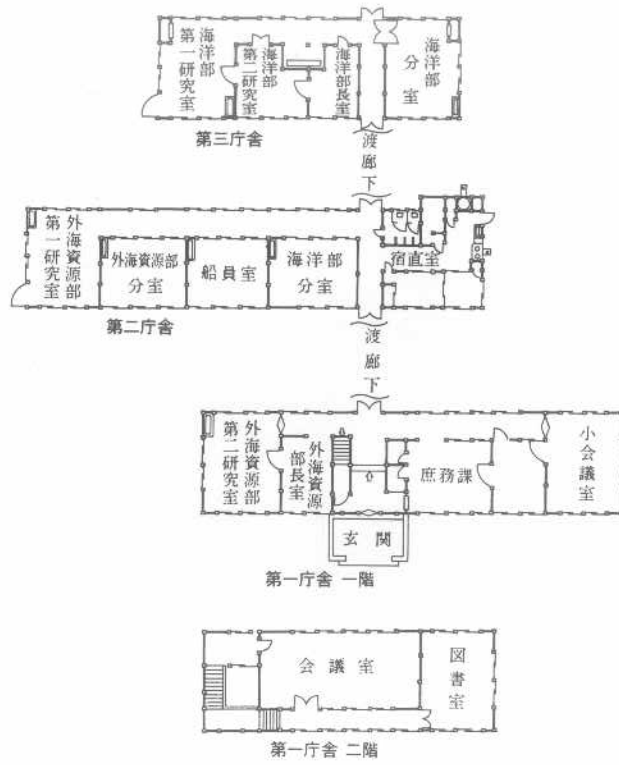 海洋部
第一研究室
海洋部
第二研究室
海洋部長室
海洋部
分室
第三庁舎
渡廊下
外海資源部
第一研究室
外海資源部
分室
船員室
海洋部
分室
宿直室
第二庁舎
渡廊下
外海資源部
第二研究室
外海資源
部長室
庶務課
小会議室
玄関
第一庁舎 一階
会議室
図書室
第一庁舎 二階